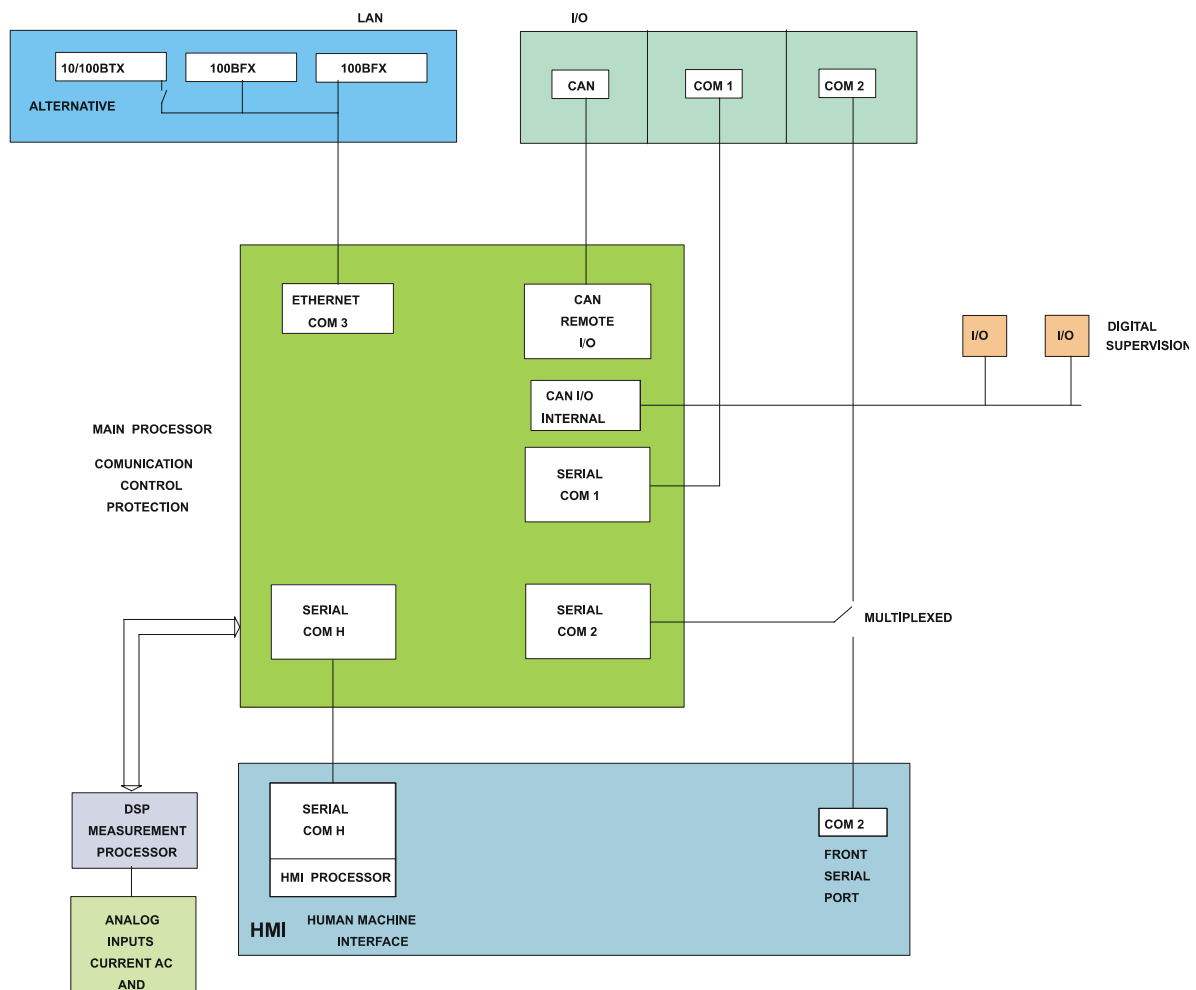 LAN
I/O
10/100BTX
100BFX
100BFX
ALTERNATIVE
CAN
COM 1
COM 2
ETHERNET
COM 3
CAN
REMOTE
I/O
CAN I/O
INTERNAL
SERIAL
COM 1
SERIAL
COM H
SERIAL
COM 2
I/O
I/O
DIGITAL
SUPERVISION
MAIN PROCESSOR
COMUNICATION
CONTROL
PROTECTION
MULTİPLEXED
DSP
MEASUREMENT
PROCESSOR
ANALOG
INPUTS
CURRENT AC
AND
SERIAL
COM H
HMI PROCESSOR
HMI
HUMAN MACHINE
INTERFACE
COM 2
FRONT
SERIAL
PORT